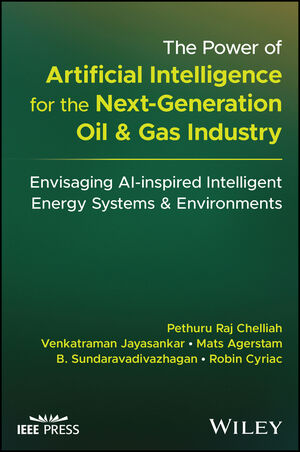 The Power of
Artificial Intelligence
for the Next-Generation
Oil & Gas Industry
Envisaging AI-inspired Intelligent
Energy Systems & Environments
Pethuru Raj Chelliah
Venkatraman Jayasankar • Mats Agerstam
B. Sundaravadivazhagan • Robin Cyriac
IEEE PRESS
WILEY